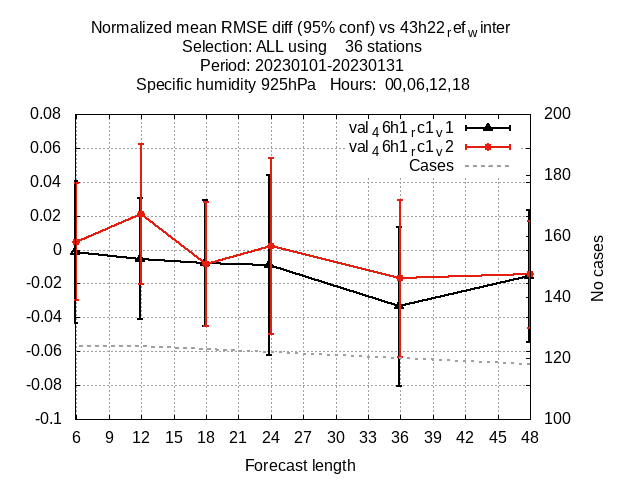 Normalized mean RMSE diff (95% conf) vs 43h22refwinter
Selection: ALL using 36 stations
Period: 20230101-20230131
Specific humidity 925hPa Hours: 00,06,12,18
val46h1rc1v1
val46h1rc1v2
Cases
0.08
0.06
0.04
0.02
0
-0.02
-0.04
-0.06
-0.08
-0.1
200
180
160
140
120
100
No cases
6 9 12 15 18 21 24 27 30 33 36 39 42 45 48
Forecast length